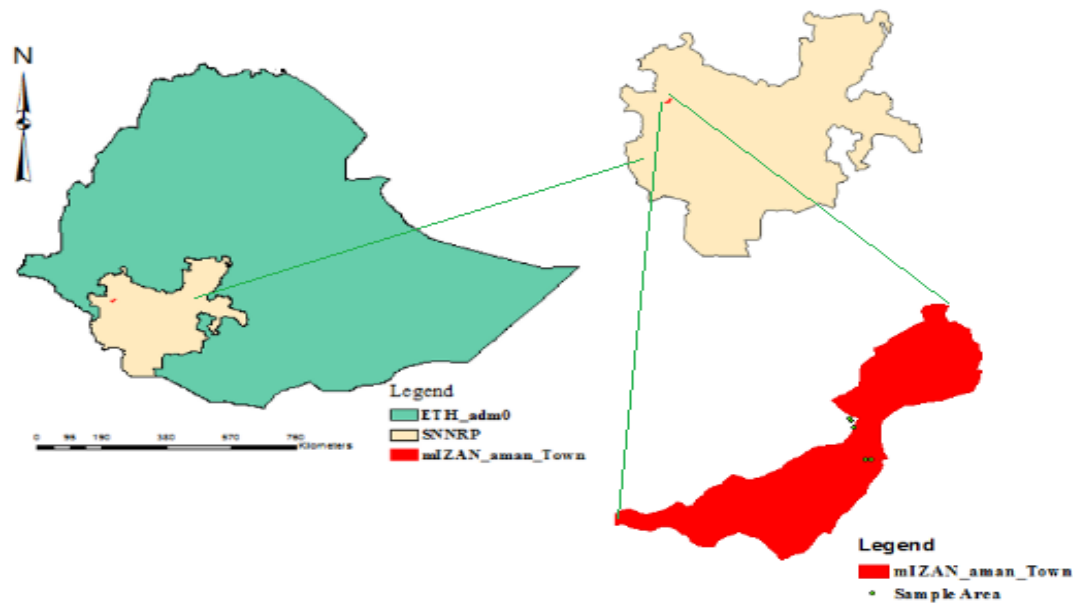 N
Legend
ETH_adm0
SNNRP
mIZAN_aman_Town
0 95 190 380 570 760
Kilometers
Legend
mIZAN_aman_Town
Sample Area